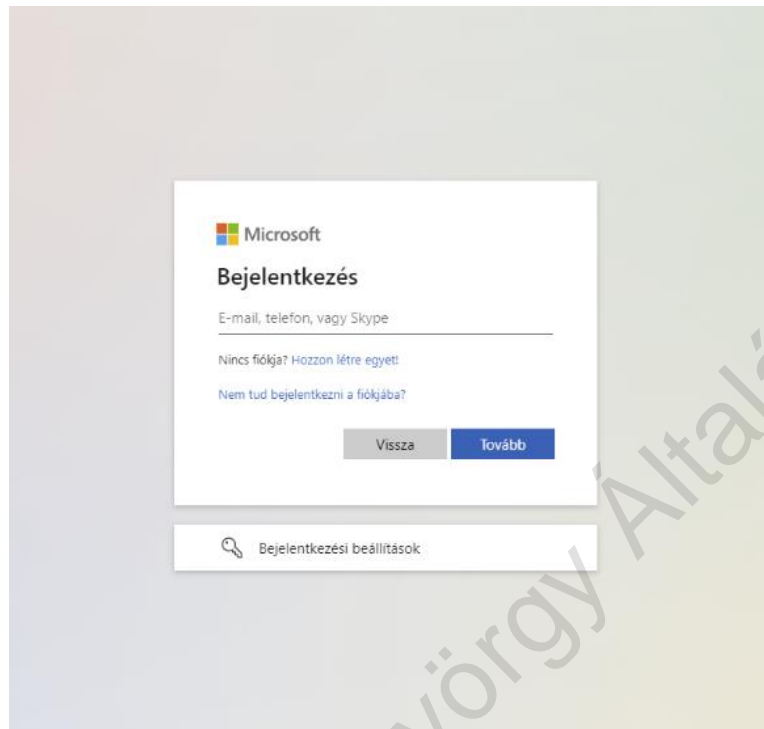 Microsoft
Bejelentkezés
E-mail, telefon, vagy Skype
Nincs fiókja? Hozzon létre egyet!
Nem tud bejelentkezni a fiókjába?
Vissza Tovább
Bejelentkezési beállítások